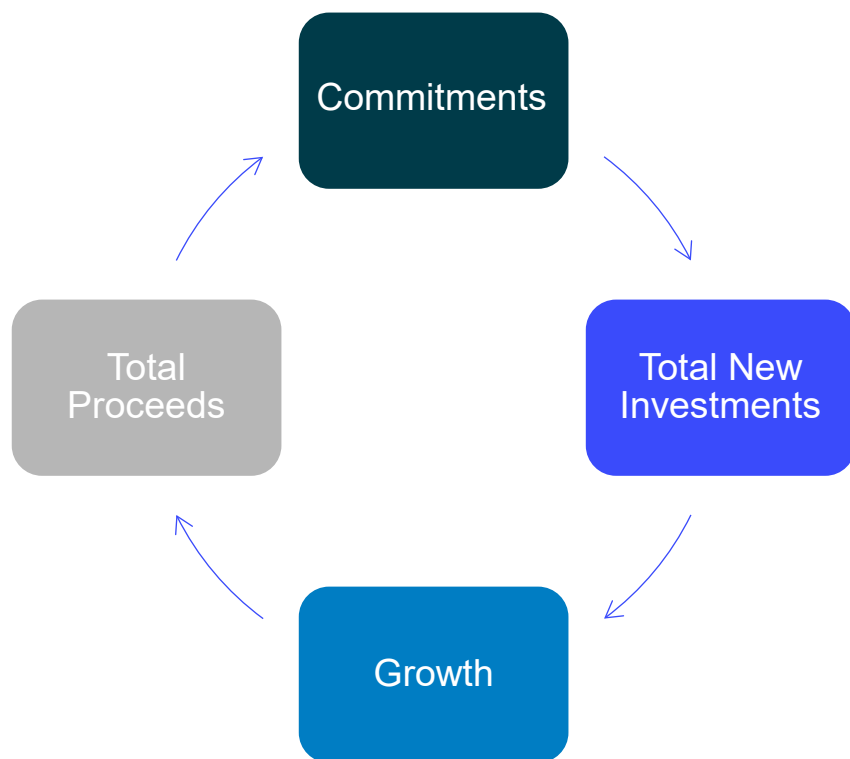 Commitments
Total New
Investments
Growth
Total
Proceeds